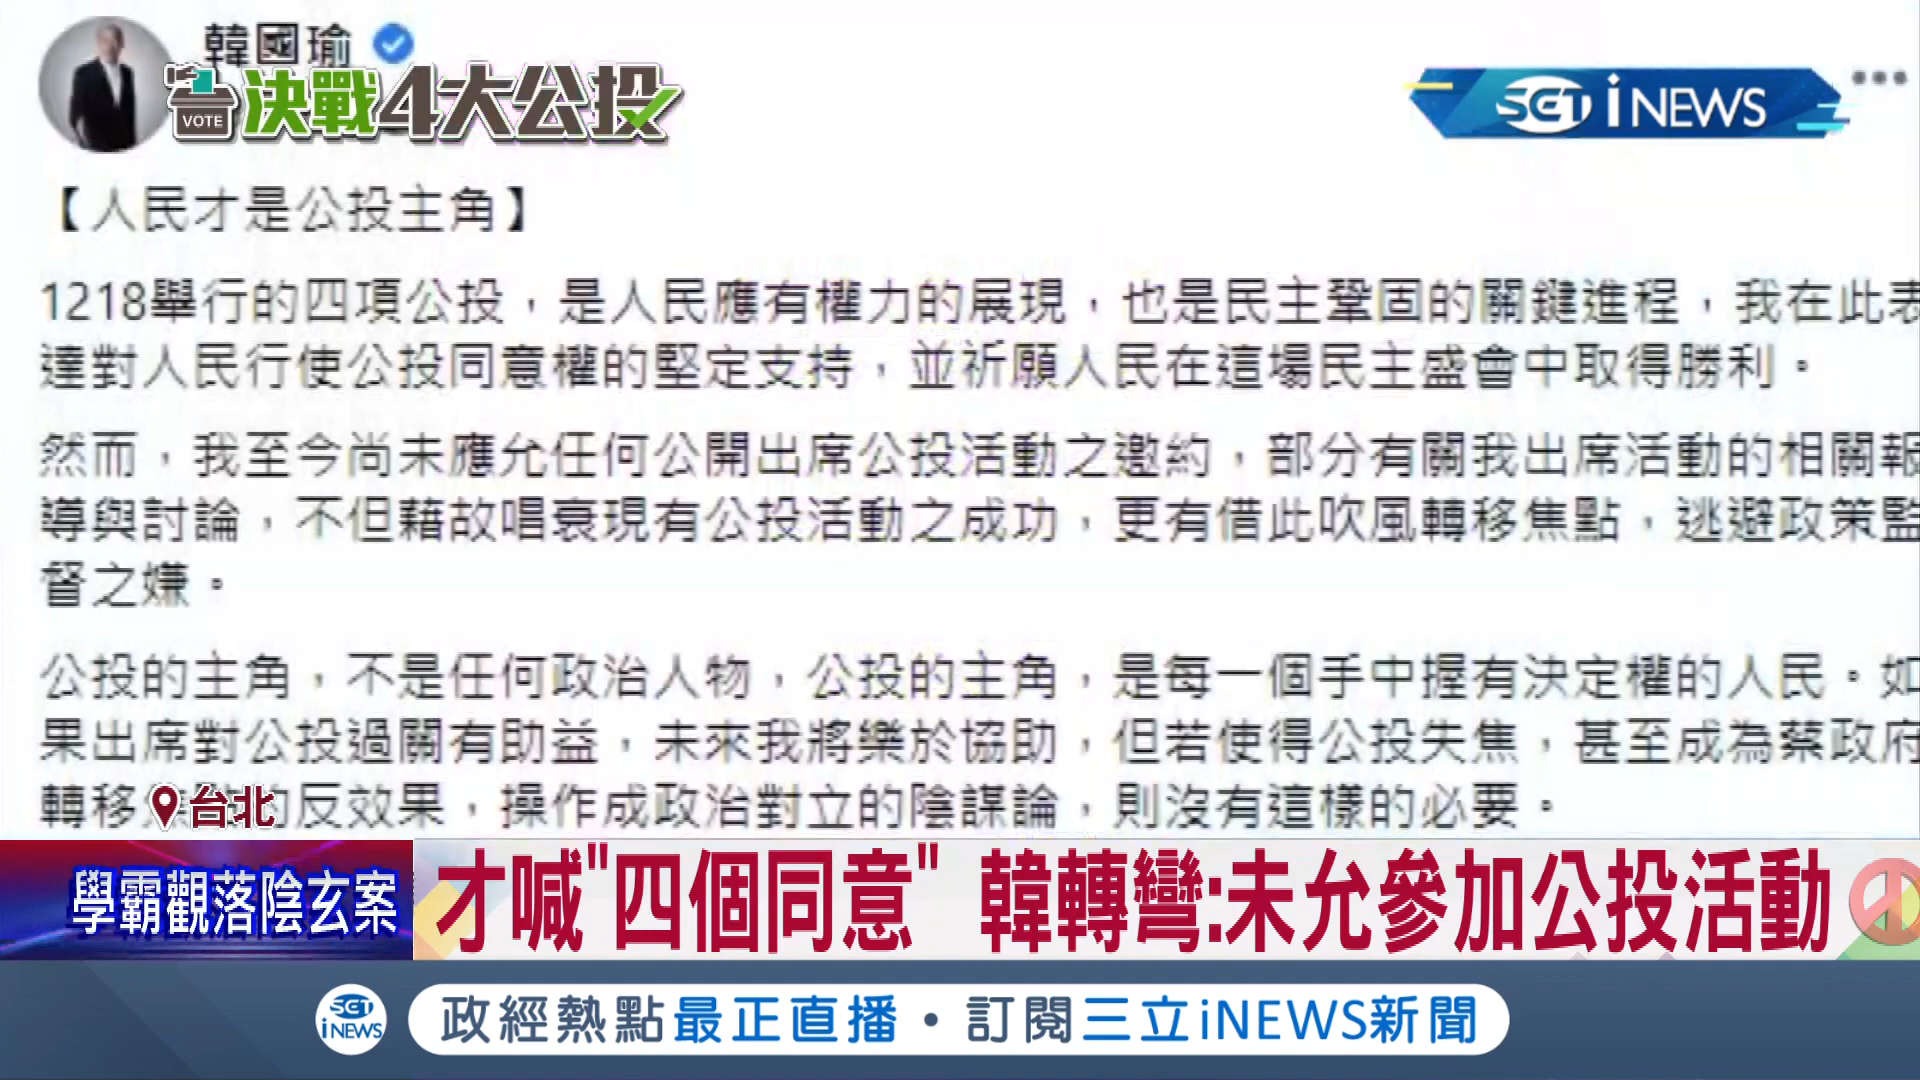 韓國瑜
VOTE 決戰4大公投
SET iNEWS
【人民才是公投主角】
1218舉行的四項公投，是人民應有權力的展現，也是民主鞏固的關鍵進程，我在此表
達對人民行使公投同意權的堅定支持，並祈願人民在這場民主盛會中取得勝利。
然而，我至今尚未應允任何公開出席公投活動之邀約，部分有關我出席活動的相關報
導與討論，不但藉故唱衰現有公投活動之成功，更有借此吹風轉移焦點，逃避政策監
督之嫌。
公投的主角，不是任何政治人物，公投的主角，是每一個手中握有決定權的人民。如
果出席對公投過關有助益，未來我將樂於協助，但若使得公投失焦，甚至成為蔡政府
轉移 反效果，操作成政治對立的陰謀論，則沒有這樣的必要。
台北
學霸觀落陰玄案
才喊"四個同意" 韓轉彎:未允參加公投活動
SET iNEWS
政經熱點最正直播・訂閱三立iNEWS新聞